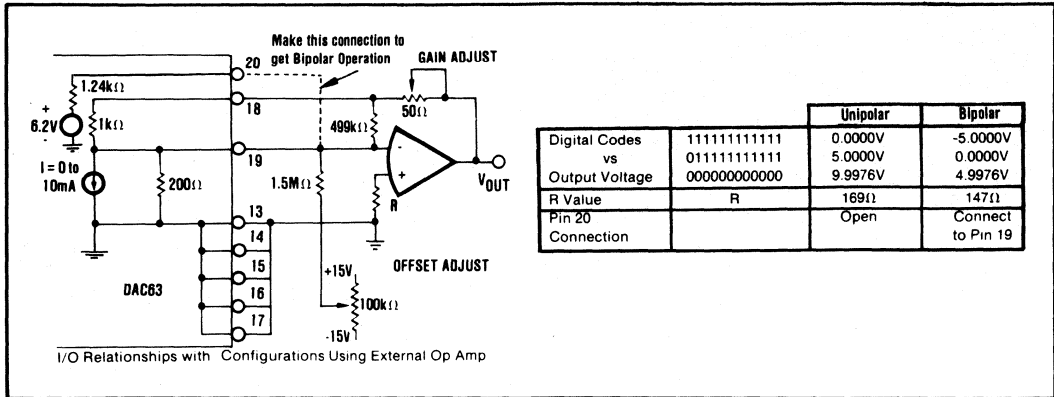 Make this connection to
get Bipolar Operation
GAIN ADJUST
20
1.24kΩ
18
50Ω
+
6.2V
-
1kΩ
499kΩ
19
-
+
I = 0 to
10mA
200Ω
1.5MΩ
R
VOUT
13
14
15
16
17
DAC63
OFFSET ADJUST
+15V
100kΩ
-15V
I/O Relationships with Configurations Using External Op Amp
Unipolar Bipolar
Digital Codes 111111111111 0.0000V -5.0000V
vs 011111111111 5.0000V 0.0000V
Output Voltage 000000000000 9.9976V 4.9976V
R Value R 169Ω 147Ω
Pin 20 Open Connect
Connection to Pin 19